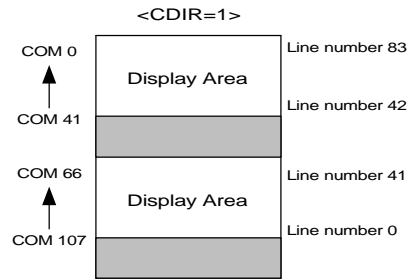 <CDIR=1>
COM 0
Line number 83
Display Area
COM 41
Line number 42
COM 66
Line number 41
Display Area
COM 107
Line number 0